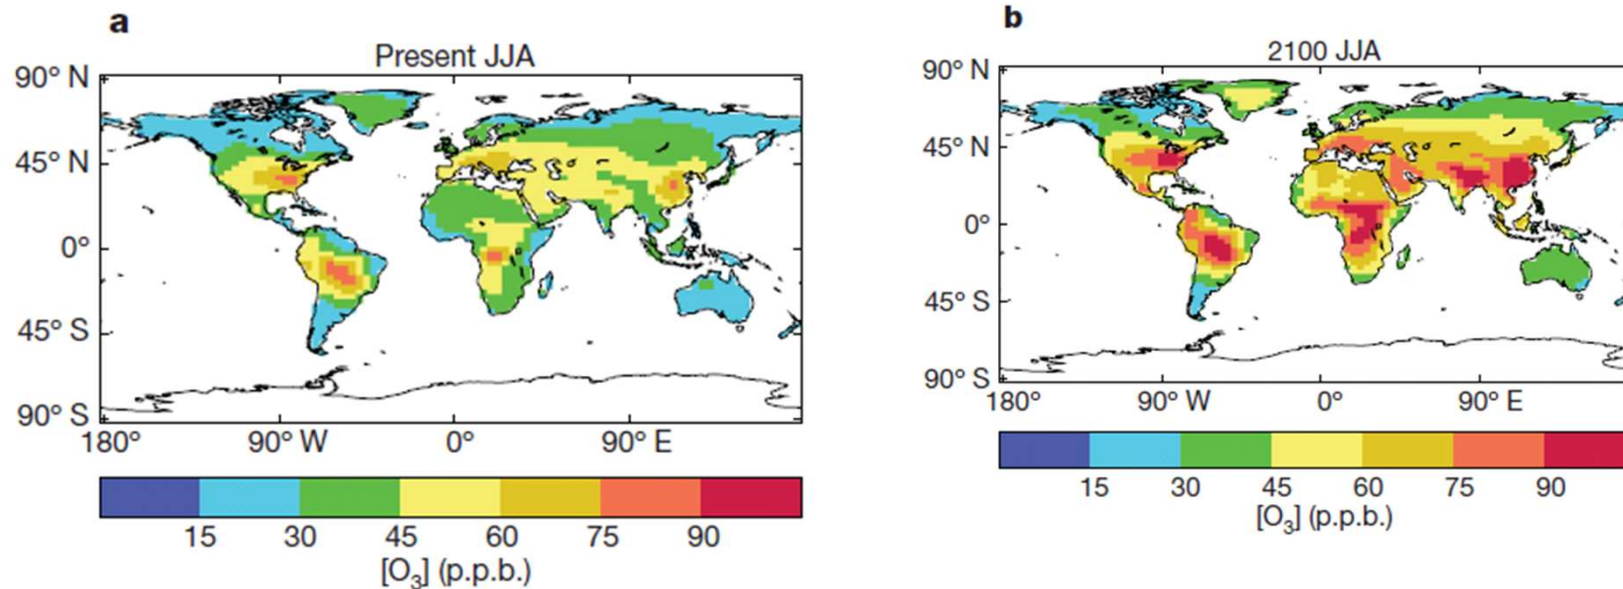 a
Present JJA
90° N
45° N
0°
45° S
90° S
180° 90° W 0° 90° E
15 30 45 60 75 90
[O₃] (p.p.b.)
b
2100 JJA
90° N
45° N
0°
45° S
90° S
180° 90° W 0° 90° E
15 30 45 60 75 90
[O₃] (p.p.b.)